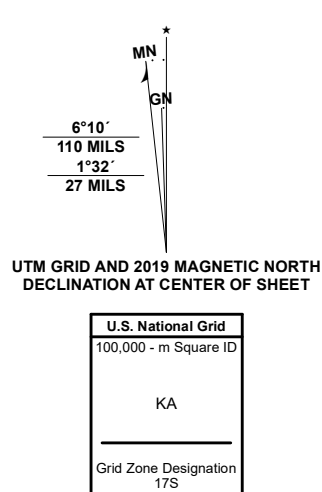 MN
GN
6°10´
110 MILS
1°32´
27 MILS
UTM GRID AND 2019 MAGNETIC NORTH
DECLINATION AT CENTER OF SHEET
U.S. National Grid
100,000 - m Square ID
KA
Grid Zone Designation
17S